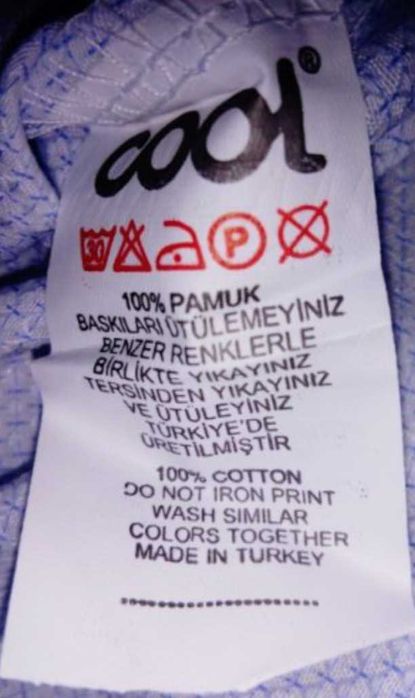 cool®
30 P
100% PAMUK
BASKILARI ÜTÜLEMEYİNİZ
BENZER RENKLERLE
BİRLİKTE YIKAYINIZ
TERSİNDEN YIKAYINIZ
VE ÜTÜLEYİNİZ
TÜRKİYE'DE
ÜRETİLMİŞTİR
100% COTTON
DO NOT IRON PRINT
WASH SIMILAR
COLORS TOGETHER
MADE IN TURKEY